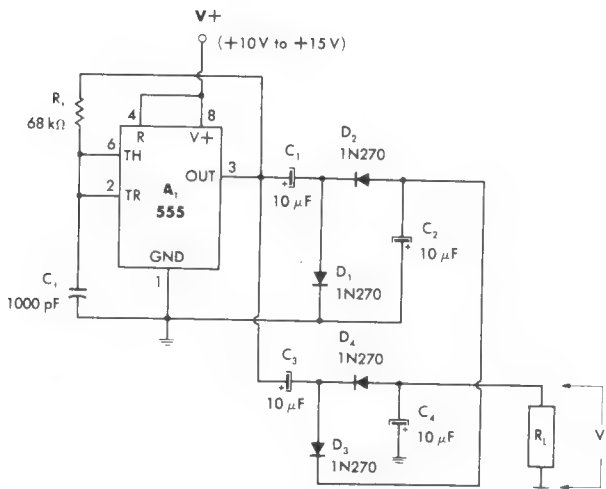 V+
(+10V to +15V)
R₁
68 kΩ
4
8
R
V+
6
TH
2
TR
OUT
3
A₁
555
GND
1
C₁
1000 pF
C₁
10 µF
D₂
1N270
C₂
10 µF
D₁
1N270
D₄
1N270
C₃
10 µF
C₄
10 µF
D₃
1N270
R_L
V